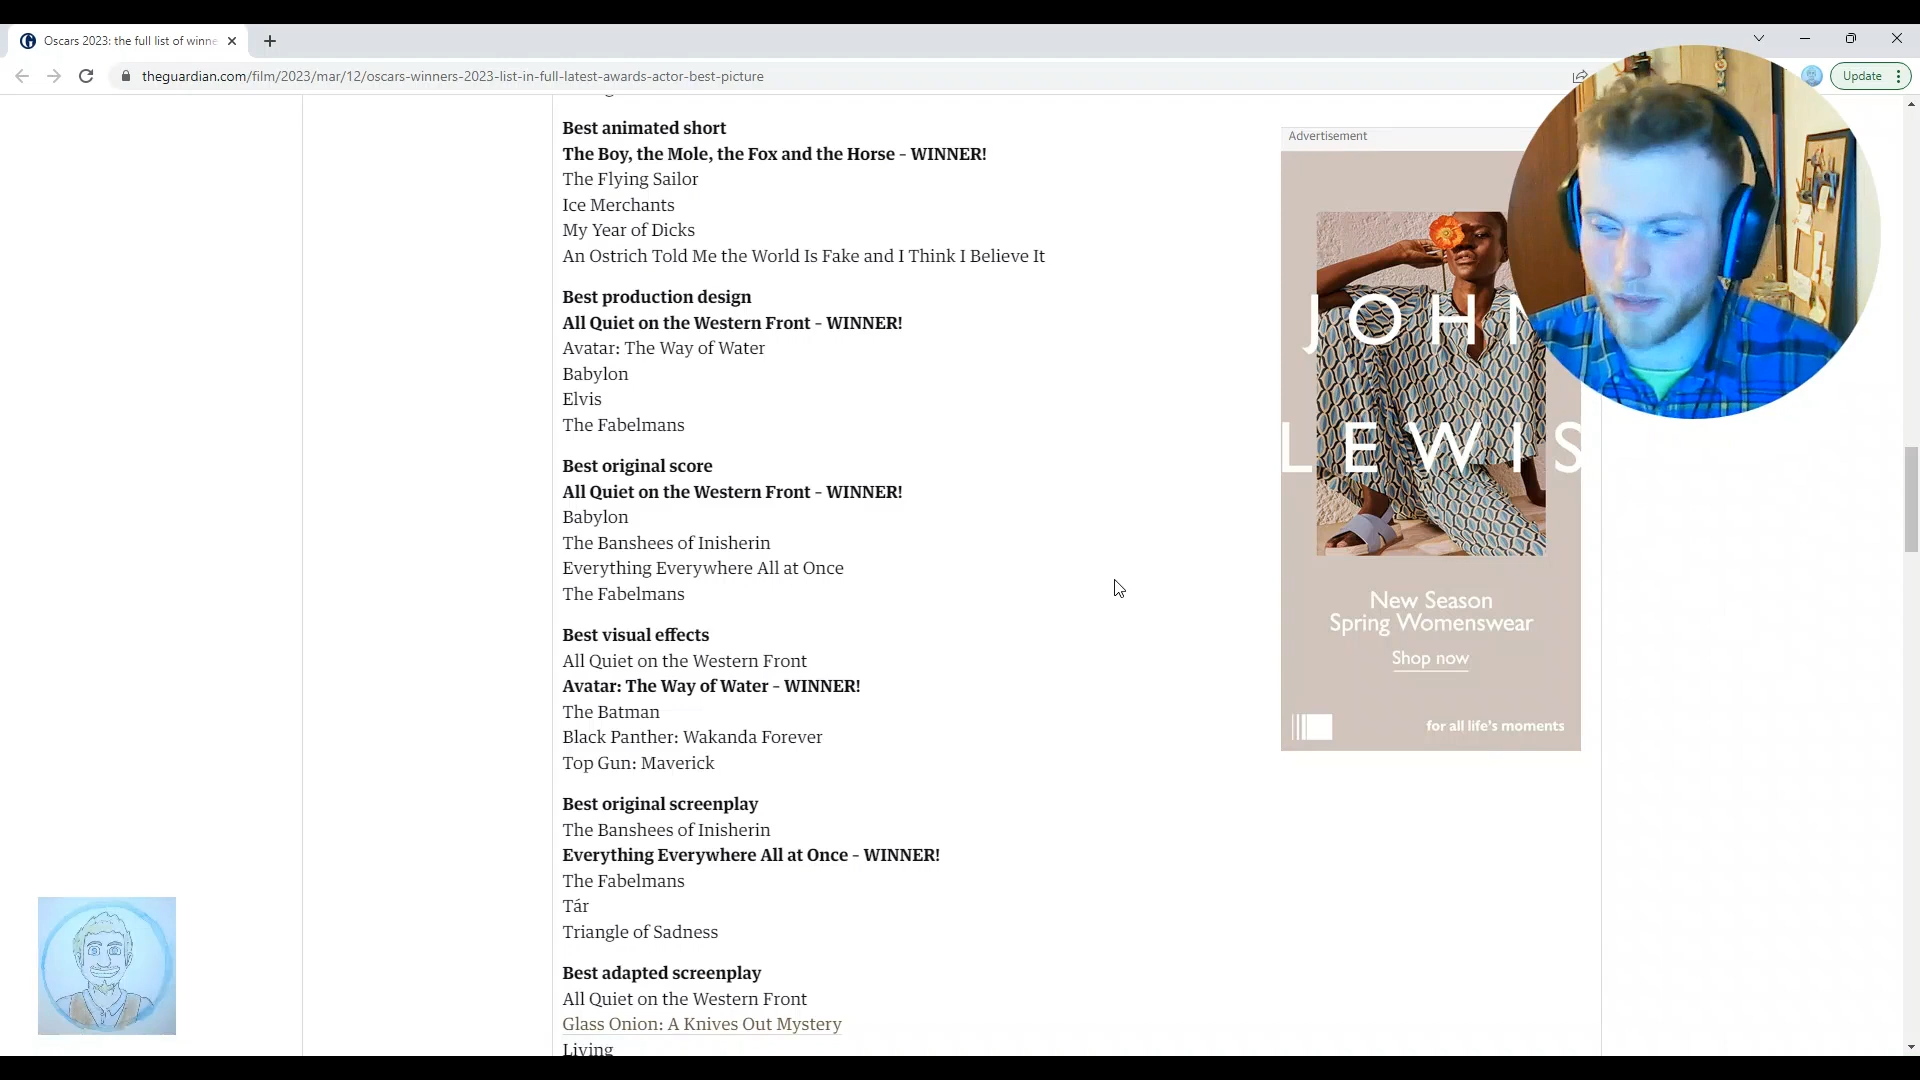 Oscars 2023: the full list of winne
theguardian.com/film/2023/mar/12/oscars-winners-2023-list-in-full-latest-awards-actor-best-picture
Update
Best animated short
The Boy, the Mole, the Fox and the Horse – WINNER!
The Flying Sailor
Ice Merchants
My Year of Dicks
An Ostrich Told Me the World Is Fake and I Think I Believe It
Best production design
All Quiet on the Western Front – WINNER!
Avatar: The Way of Water
Babylon
Elvis
The Fabelmans
Best original score
All Quiet on the Western Front – WINNER!
Babylon
The Banshees of Inisherin
Everything Everywhere All at Once
The Fabelmans
Best visual effects
All Quiet on the Western Front
Avatar: The Way of Water – WINNER!
The Batman
Black Panther: Wakanda Forever
Top Gun: Maverick
Best original screenplay
The Banshees of Inisherin
Everything Everywhere All at Once – WINNER!
The Fabelmans
Tár
Triangle of Sadness
Best adapted screenplay
All Quiet on the Western Front
Glass Onion: A Knives Out Mystery
Living
Advertisement
JOHN
LEWIS
New Season
Spring Womenswear
Shop now
for all life's moments